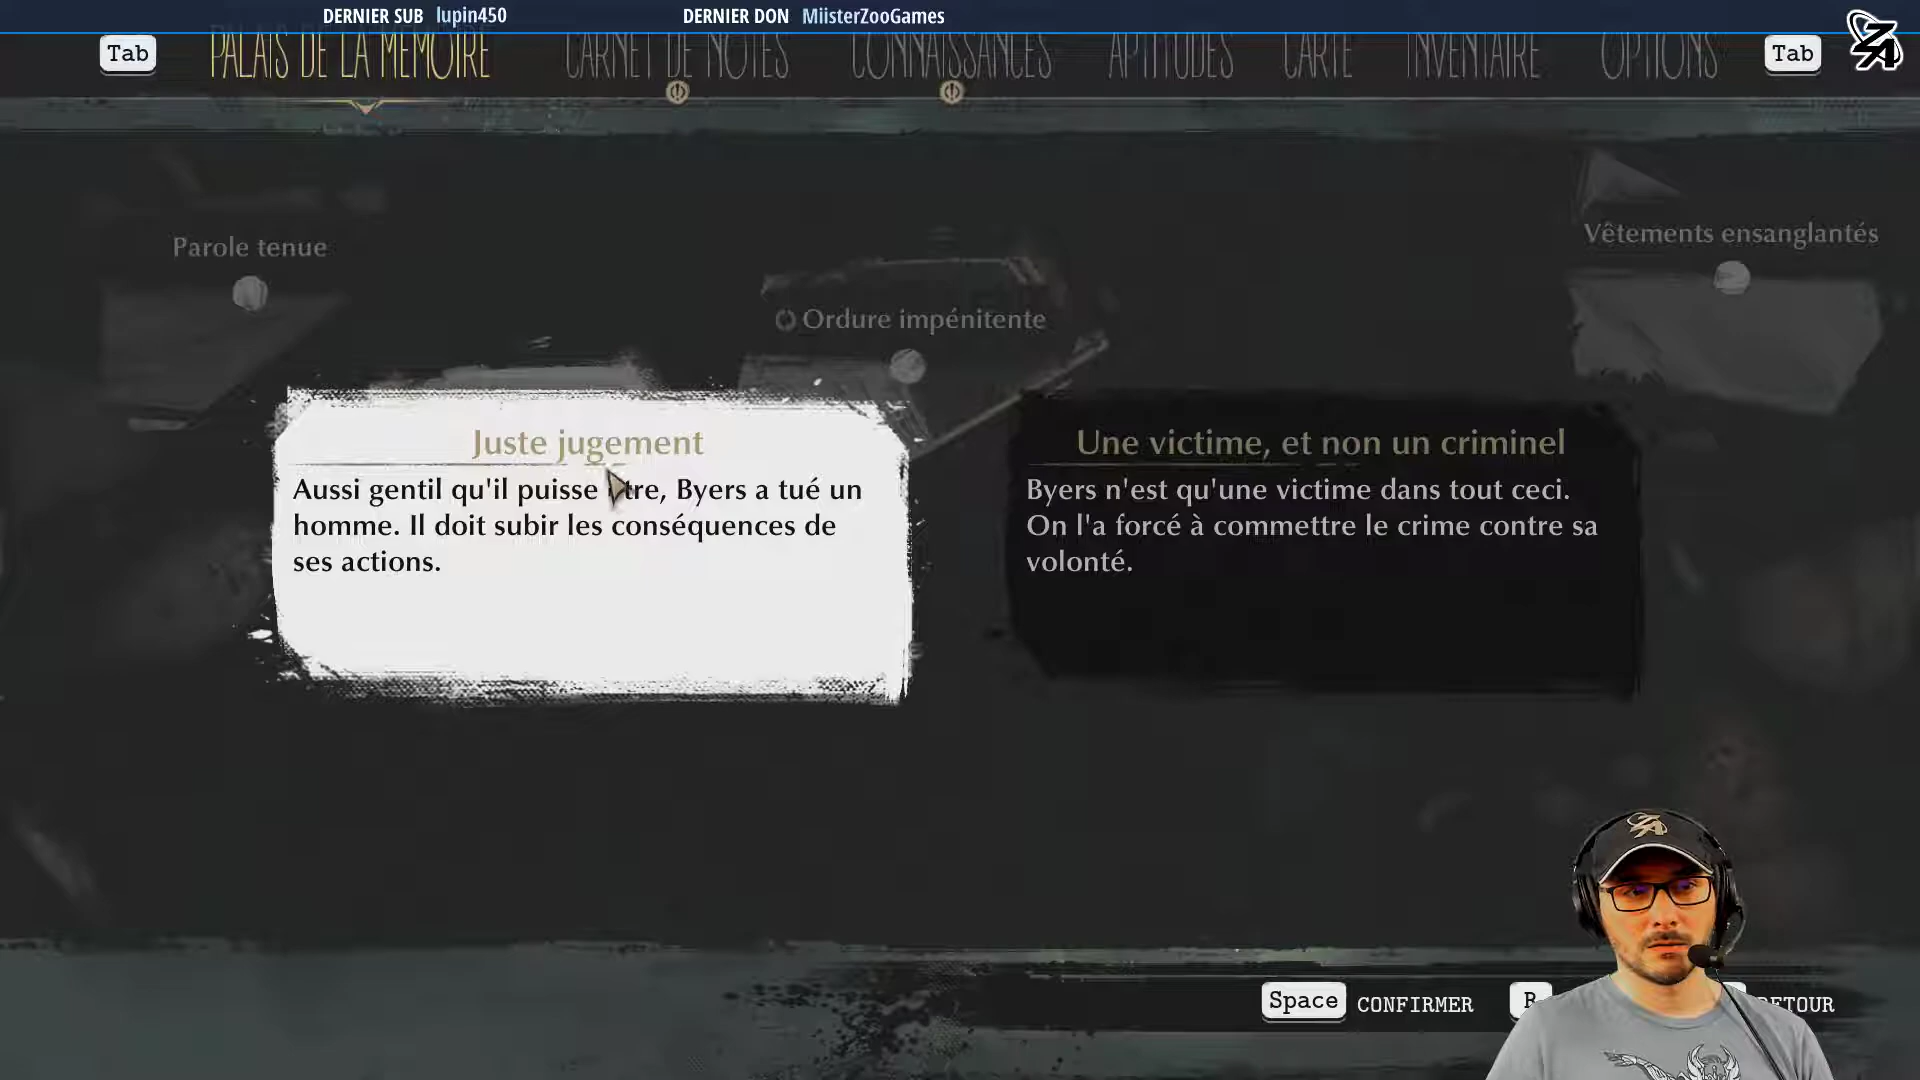 DERNIER SUB lupin450 DERNIER DON MiisterZooGames
Tab PALAIS DE LA MÉMOIRE CARNET DE NOTES CONNAISSANCES APTITUDES CARTE INVENTAIRE OPTIONS Tab
Parole tenue
Vêtements ensanglantés
Ordure impénitente
Juste jugement
Aussi gentil qu'il puisse être, Byers a tué un
homme. Il doit subir les conséquences de
ses actions.
Une victime, et non un criminel
Byers n'est qu'une victime dans tout ceci.
On l'a forcé à commettre le crime contre sa
volonté.
Space CONFIRMER R RETOUR